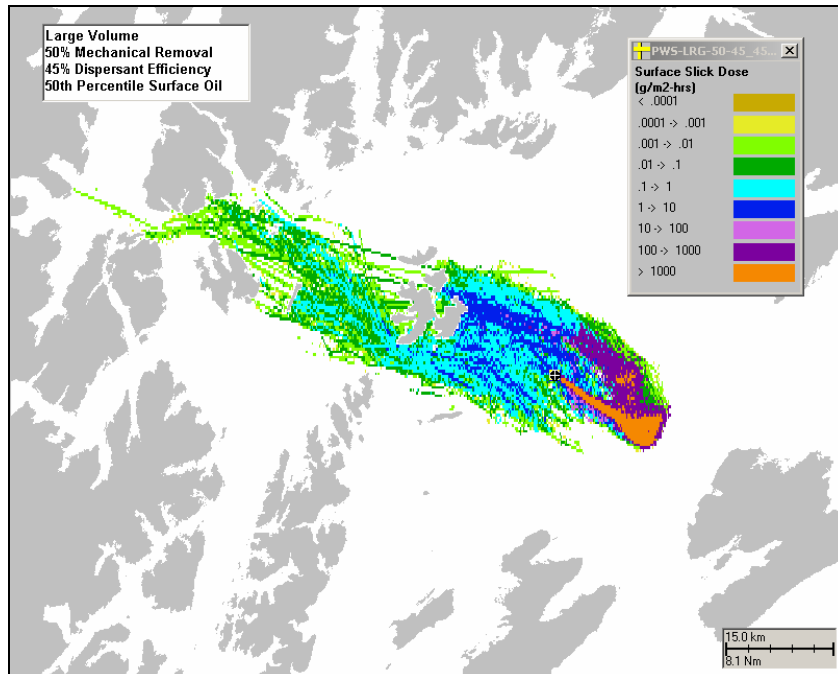 Large Volume
50% Mechanical Removal
45% Dispersant Efficiency
50th Percentile Surface Oil
PWS-LRG-50-45_45...
Surface Slick Dose
(g/m2-hrs)
< .0001
.0001 -> .001
.001 -> .01
.01 -> .1
.1 -> 1
1 -> 10
10 -> 100
100 -> 1000
> 1000
15.0 km
8.1 Nm